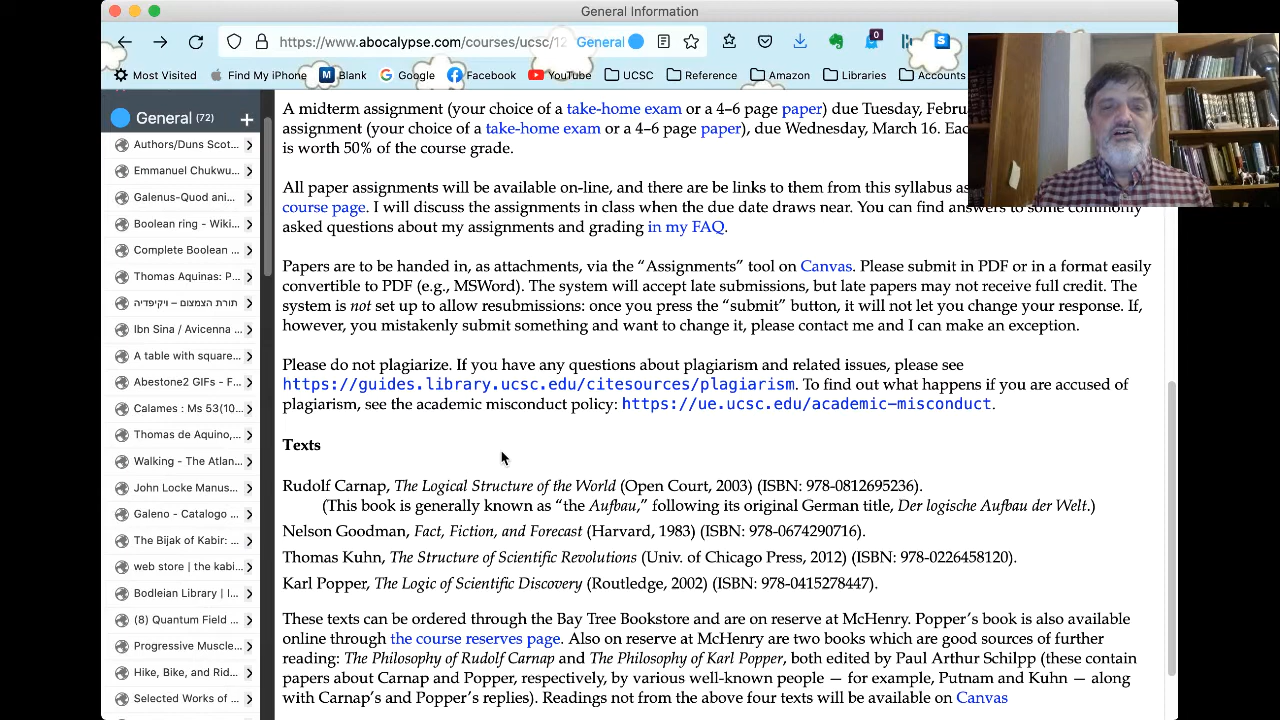 General Information
https://www.abocalypse.com/courses/ucsc/12
General
0
Most Visited
Find My iPhone
Blank
Google
Facebook
YouTube
UCSC
Reference
Amazon
Libraries
Accounts
General (72)
Authors/Duns Scot...
Emmanuel Chukwu...
Galenus-Quod ani...
Boolean ring - Wiki...
Complete Boolean ...
Thomas Aquinas: P...
תורת הצמצום – ויקיפדיה
Ibn Sina / Avicenna ...
A table with square...
Abestone2 GIFs - F...
Calames : Ms 53(10...
Thomas de Aquino,...
Walking - The Atlan...
John Locke Manus...
Galeno - Catalogo ...
The Bijak of Kabir: ...
web store | the kabi...
Bodleian Library | I...
(8) Quantum Field ...
Progressive Muscle...
Hike, Bike, and Rid...
Selected Works of ...
A midterm assignment (your choice of a take-home exam or a 4–6 page paper) due Tuesday, Febru
assignment (your choice of a take-home exam or a 4–6 page paper), due Wednesday, March 16. Eac
is worth 50% of the course grade.
All paper assignments will be available on-line, and there are be links to them from this syllabus as
course page. I will discuss the assignments in class when the due date draws near. You can find answers to some commonly
asked questions about my assignments and grading in my FAQ.
Papers are to be handed in, as attachments, via the “Assignments” tool on Canvas. Please submit in PDF or in a format easily
convertible to PDF (e.g., MSWord). The system will accept late submissions, but late papers may not receive full credit. The
system is not set up to allow resubmissions: once you press the “submit” button, it will not let you change your response. If,
however, you mistakenly submit something and want to change it, please contact me and I can make an exception.
Please do not plagiarize. If you have any questions about plagiarism and related issues, please see
https://guides.library.ucsc.edu/citesources/plagiarism. To find out what happens if you are accused of
plagiarism, see the academic misconduct policy: https://ue.ucsc.edu/academic-misconduct.
Texts
Rudolf Carnap, The Logical Structure of the World (Open Court, 2003) (ISBN: 978-0812695236).
(This book is generally known as “the Aufbau,” following its original German title, Der logische Aufbau der Welt.)
Nelson Goodman, Fact, Fiction, and Forecast (Harvard, 1983) (ISBN: 978-0674290716).
Thomas Kuhn, The Structure of Scientific Revolutions (Univ. of Chicago Press, 2012) (ISBN: 978-0226458120).
Karl Popper, The Logic of Scientific Discovery (Routledge, 2002) (ISBN: 978-0415278447).
These texts can be ordered through the Bay Tree Bookstore and are on reserve at McHenry. Popper’s book is also available
online through the course reserves page. Also on reserve at McHenry are two books which are good sources of further
reading: The Philosophy of Rudolf Carnap and The Philosophy of Karl Popper, both edited by Paul Arthur Schilpp (these contain
papers about Carnap and Popper, respectively, by various well-known people — for example, Putnam and Kuhn — along
with Carnap’s and Popper’s replies). Readings not from the above four texts will be available on Canvas